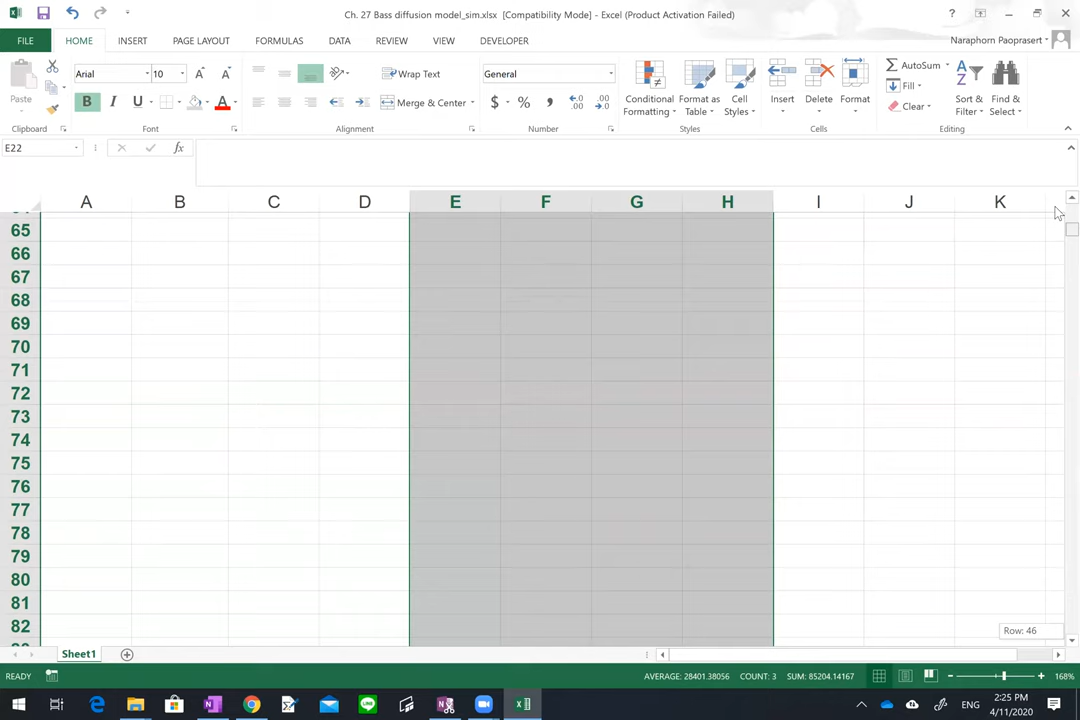 Ch. 27 Bass diffusion model_sim.xlsx [Compatibility Mode] - Excel (Product Activation Failed)
FILE HOME INSERT PAGE LAYOUT FORMULAS DATA REVIEW VIEW DEVELOPER Naraphorn Paoprasert
Paste
Arial 10
B I U A
Wrap Text
Merge & Center
General
$ % ,
Conditional Formatting
Format as Table
Cell Styles
Insert
Delete
Format
AutoSum
Fill
Clear
Sort & Filter
Find & Select
Clipboard Font Alignment Number Styles Cells Editing
E22 fx
A B C D E F G H I J K
65
66
67
68
69
70
71
72
73
74
75
76
77
78
79
80
81
82
Row: 46
Sheet1
READY AVERAGE: 28401.38056 COUNT: 3 SUM: 85204.14167 168%
ENG
2:25 PM
4/11/2020